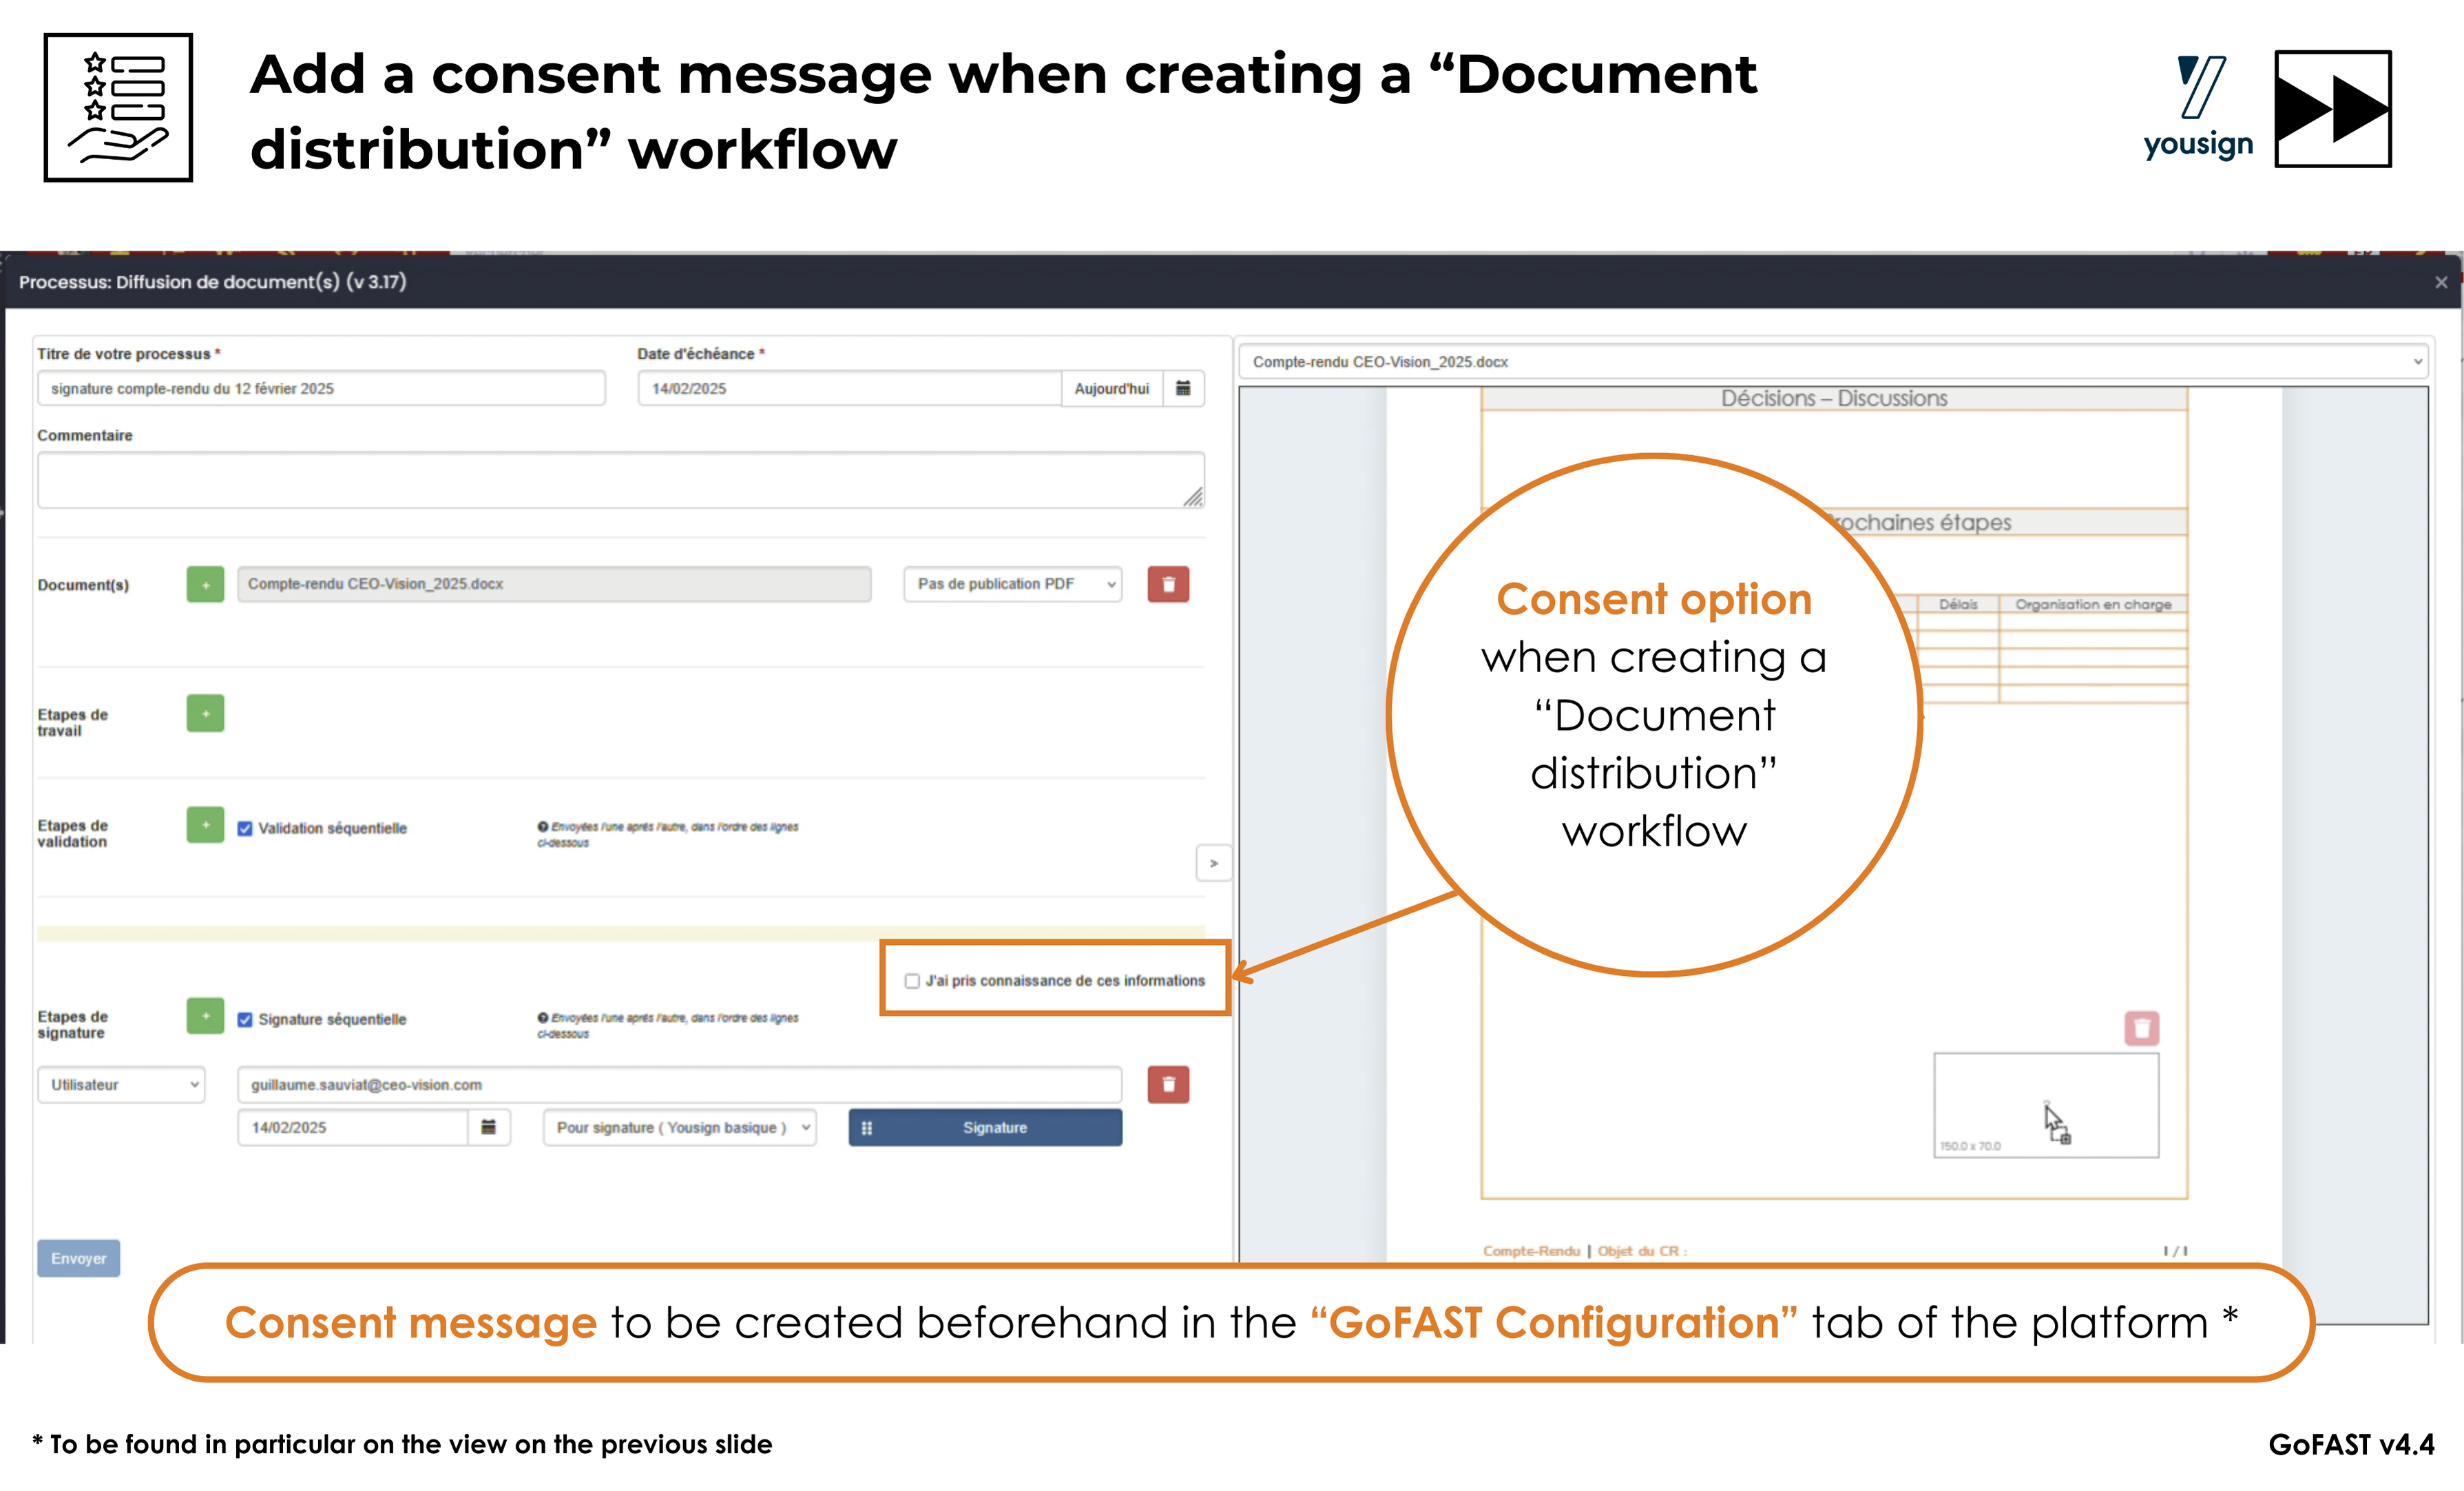 Add a consent message when creating a “Document
distribution” workflow
yousign
Processus: Diffusion de document(s) (v 3.17)
Titre de votre processus *
Date d'échéance *
signature compte-rendu du 12 février 2025
14/02/2025
Aujourd'hui
Commentaire
Document(s)
+
Compte-rendu CEO-Vision_2025.docx
Pas de publication PDF
Etapes de
travail
+
Etapes de
validation
+
Validation séquentielle
Envoyées l'une après l'autre, dans l'ordre des lignes
ci-dessous
>
J'ai pris connaissance de ces informations
Etapes de
signature
+
Signature séquentielle
Envoyées l'une après l'autre, dans l'ordre des lignes
ci-dessous
Utilisateur
guillaume.sauviat@ceo-vision.com
14/02/2025
Pour signature ( Yousign basique )
Signature
Envoyer
Compte-rendu CEO-Vision_2025.docx
Décisions – Discussions
rochaines étapes
Délais
Organisation en charge
Consent option
when creating a
“Document
distribution”
workflow
150.0 x 70.0
Compte-Rendu | Objet du CR :
1 / 1
Consent message to be created beforehand in the “GoFAST Configuration” tab of the platform *
* To be found in particular on the view on the previous slide
GoFAST v4.4